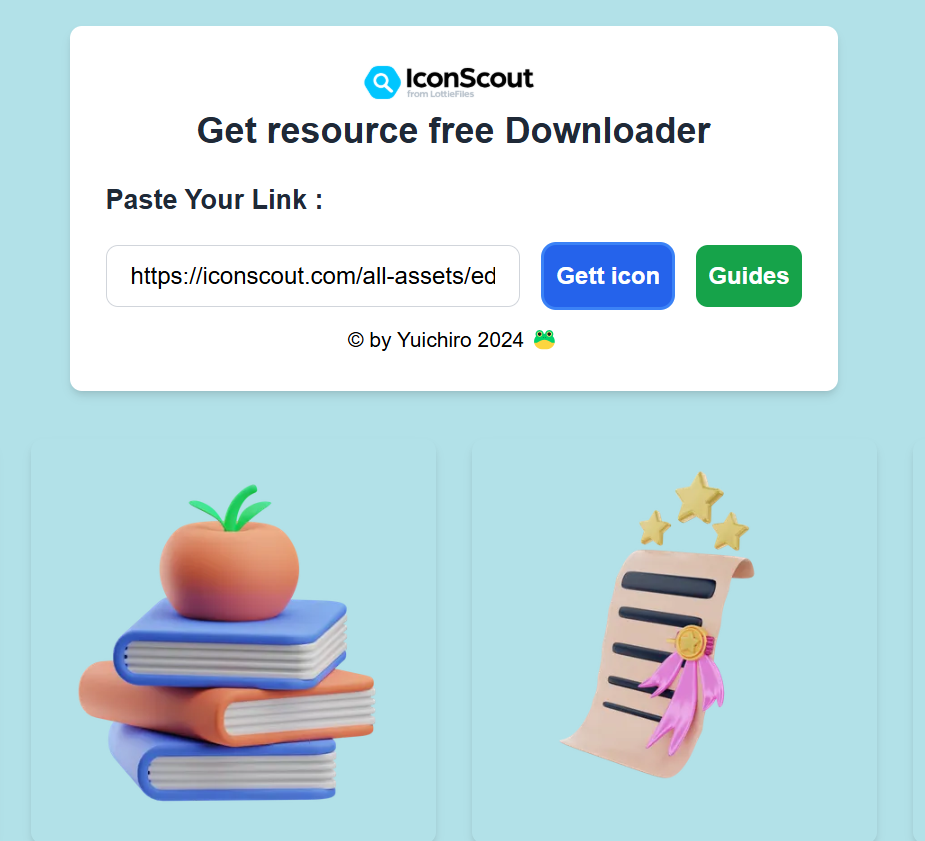 IconScout
from LottieFiles
Get resource free Downloader
Paste Your Link :
https://iconscout.com/all-assets/ed
Gett icon
Guides
© by Yuichiro 2024 🐸